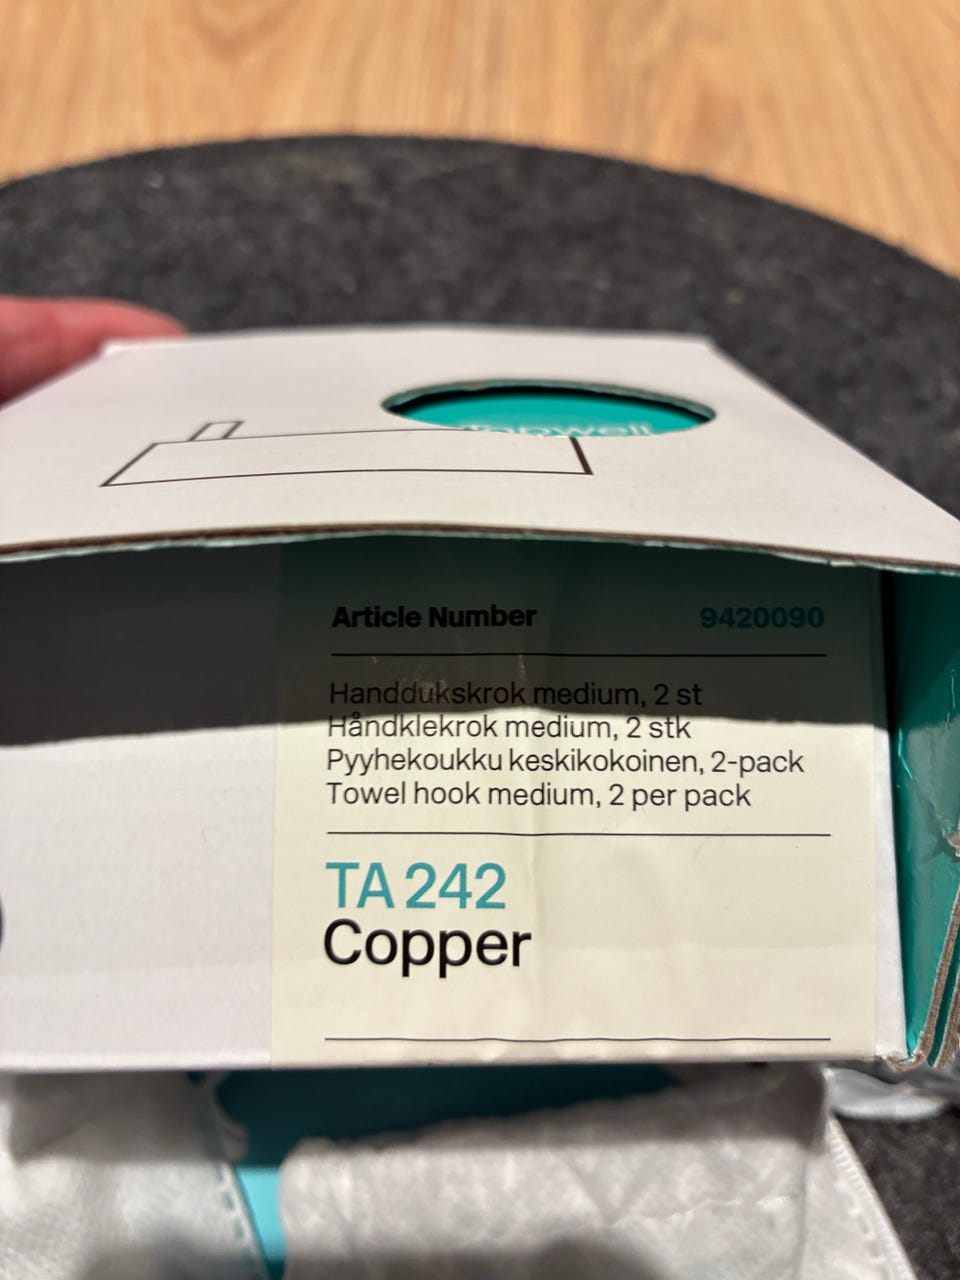 Article Number 9420090
Handdukskrok medium, 2 st
Håndklekrok medium, 2 stk
Pyyhekoukku keskikokoinen, 2-pack
Towel hook medium, 2 per pack
TA 242
Copper